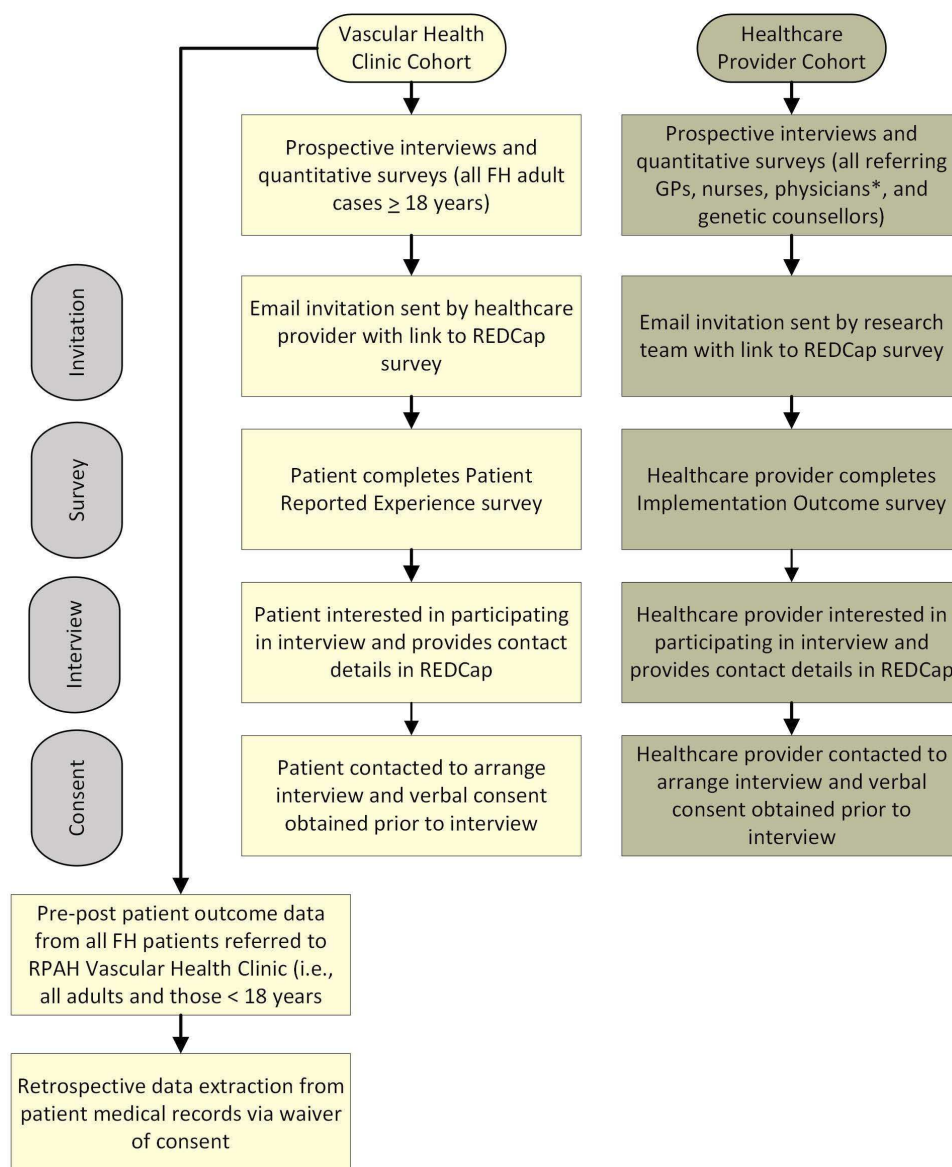 Vascular Health
Clinic Cohort
Healthcare
Provider Cohort
Prospective interviews and
quantitative surveys (all FH adult
cases ≥ 18 years)
Prospective interviews and
quantitative surveys (all referring
GPs, nurses, physicians*, and
genetic counsellors)
Invitation
Email invitation sent by healthcare
provider with link to REDCap
survey
Email invitation sent by research
team with link to REDCap survey
Survey
Patient completes Patient
Reported Experience survey
Healthcare provider completes
Implementation Outcome survey
Interview
Patient interested in participating
in interview and provides contact
details in REDCap
Healthcare provider interested in
participating in interview and
provides contact details in REDCap
Consent
Patient contacted to arrange
interview and verbal consent
obtained prior to interview
Healthcare provider contacted to
arrange interview and verbal
consent obtained prior to
interview
Pre-post patient outcome data
from all FH patients referred to
RPAH Vascular Health Clinic (i.e.,
all adults and those < 18 years
Retrospective data extraction from
patient medical records via waiver
of consent